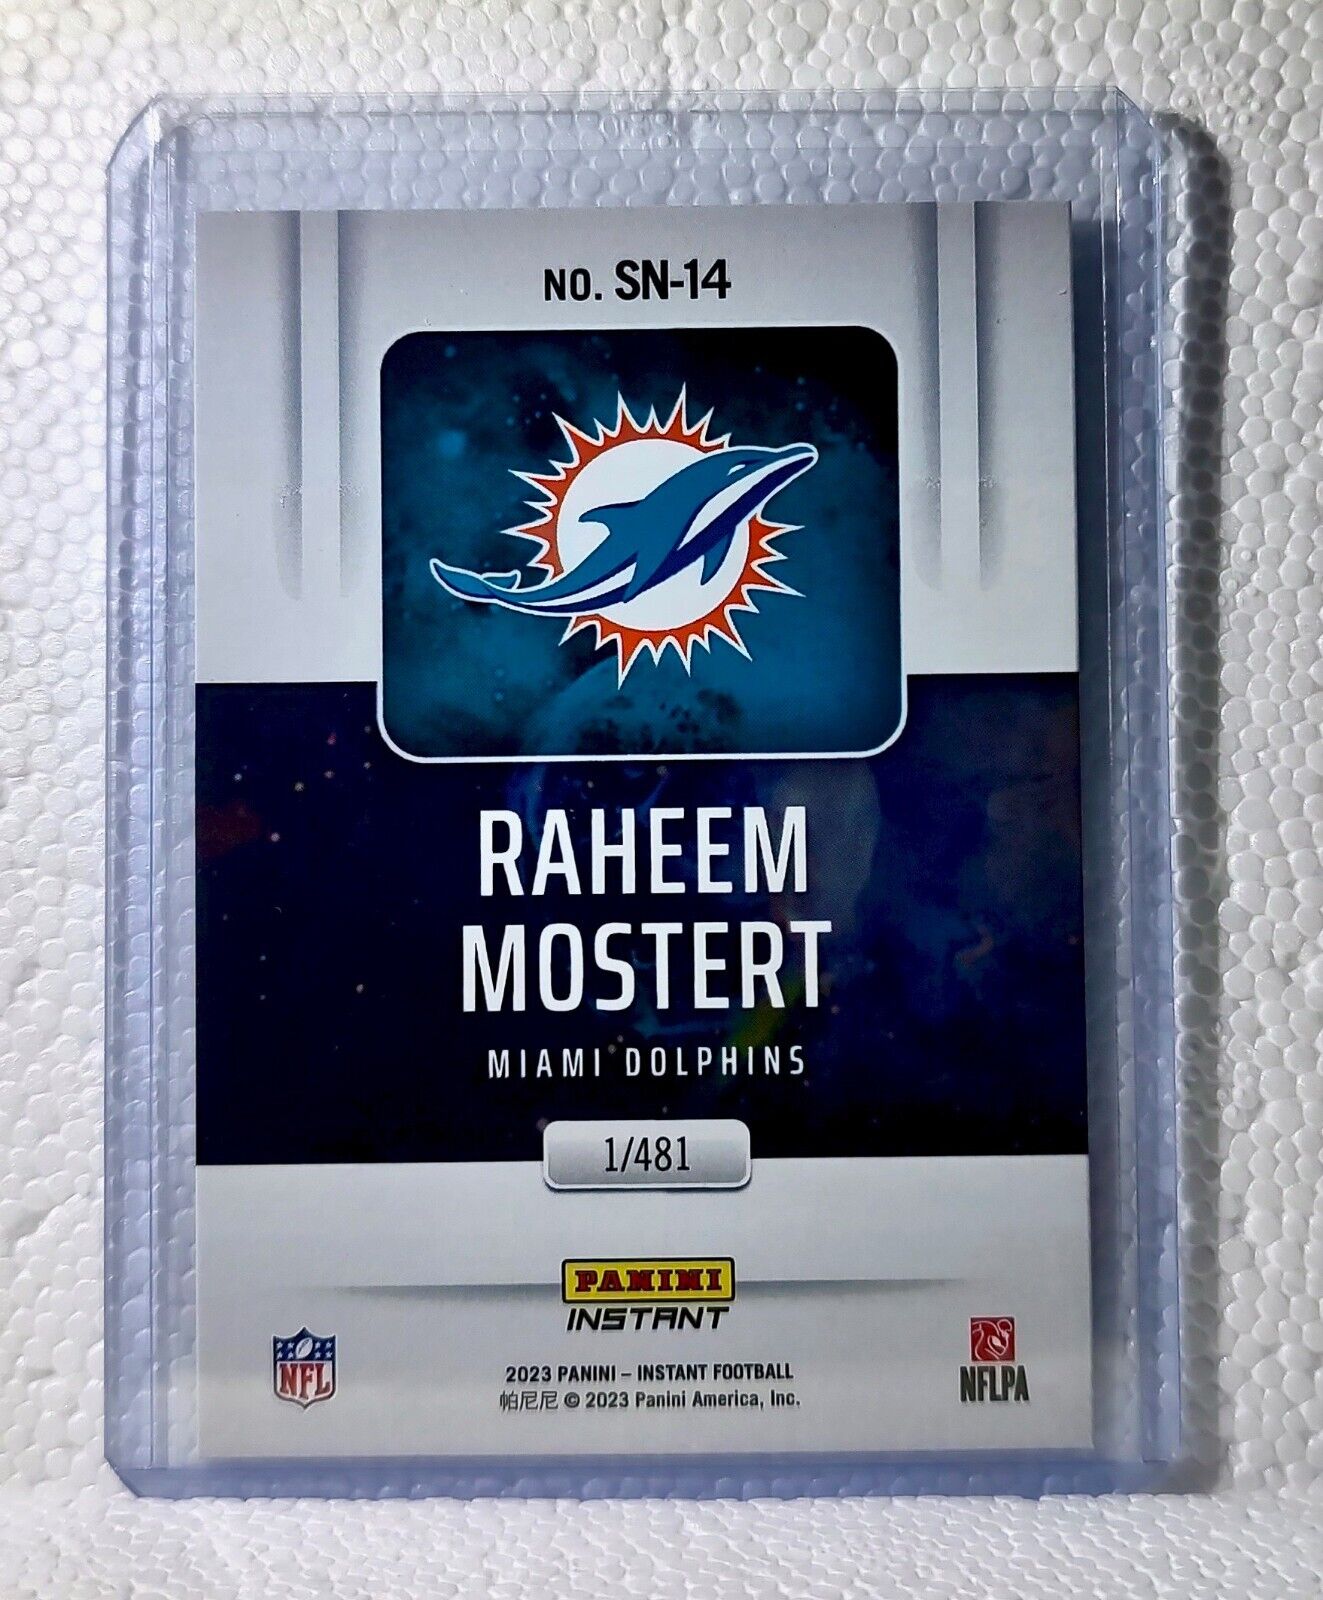 NO. SN-14
RAHEEM
MOSTERT
MIAMI DOLPHINS
1/481
PANINI
INSTANT
NFL
2023 PANINI – INSTANT FOOTBALL
帕尼尼 © 2023 Panini America, Inc.
NFLPA